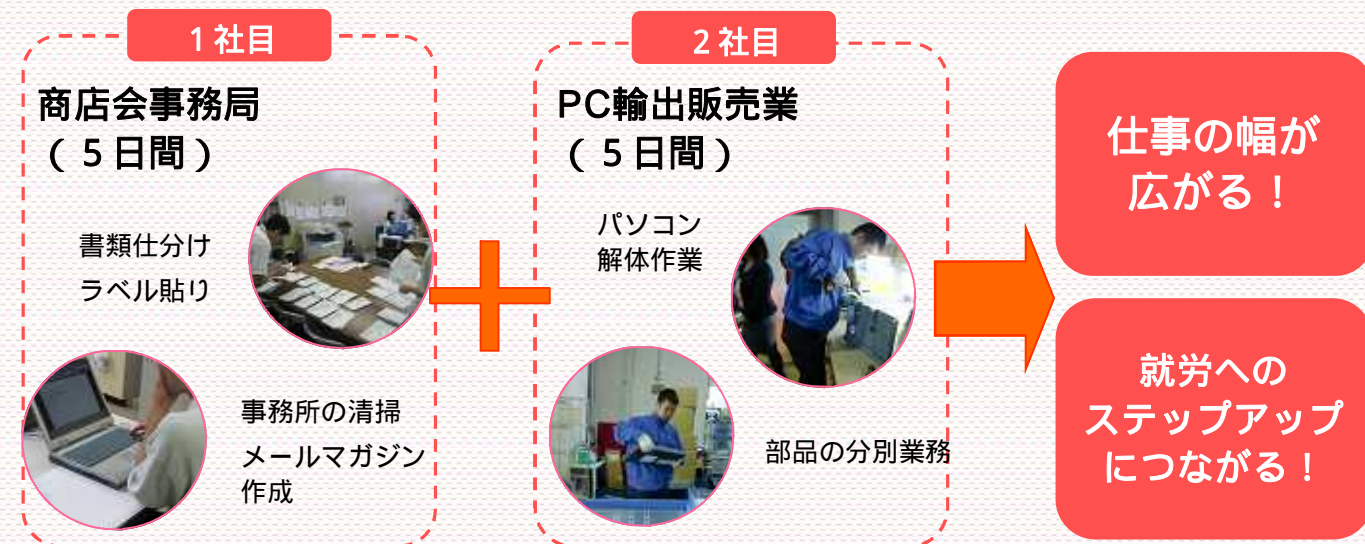 1社目
商店会事務局
(5日間)
書類仕分け
ラベル貼り
事務所の清掃
メールマガジン
作成
2社目
PC輸出販売業
(5日間)
パソコン
解体作業
部品の分別業務
仕事の幅が
広がる!
就労への
ステップアップ
につながる!